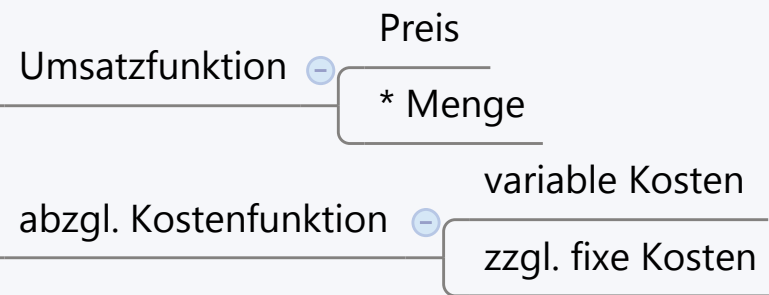 Preis
Umsatzfunktion
* Menge
variable Kosten
abzgl. Kostenfunktion
zzgl. fixe Kosten